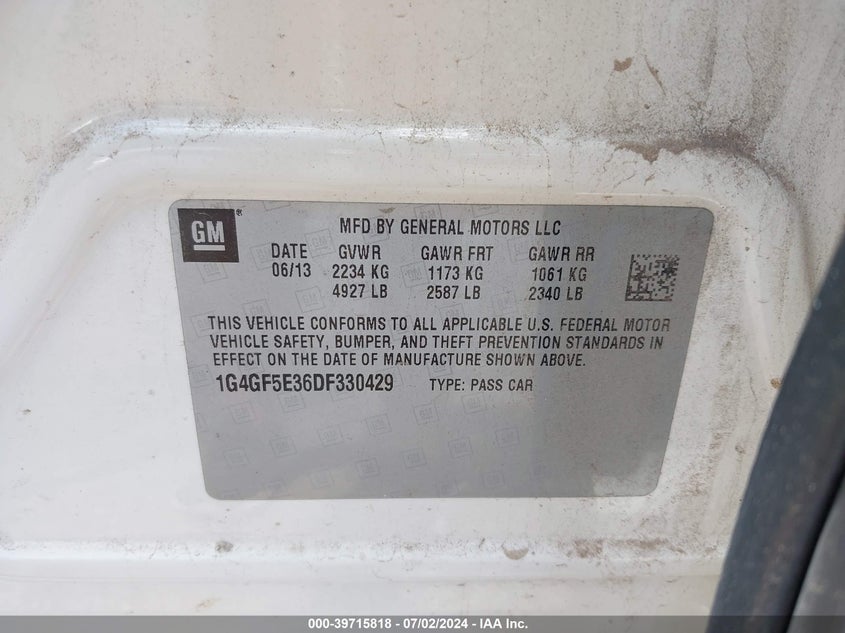 GM ® MFD BY GENERAL MOTORS LLC
DATE GVWR GAWR FRT GAWR RR
06/13 2234 KG 1173 KG 1061 KG
4927 LB 2587 LB 2340 LB
THIS VEHICLE CONFORMS TO ALL APPLICABLE U.S. FEDERAL MOTOR
VEHICLE SAFETY, BUMPER, AND THEFT PREVENTION STANDARDS IN
EFFECT ON THE DATE OF MANUFACTURE SHOWN ABOVE.
1G4GF5E36DF330429 TYPE: PASS CAR
000-39715818 - 07/02/2024 - IAA Inc.